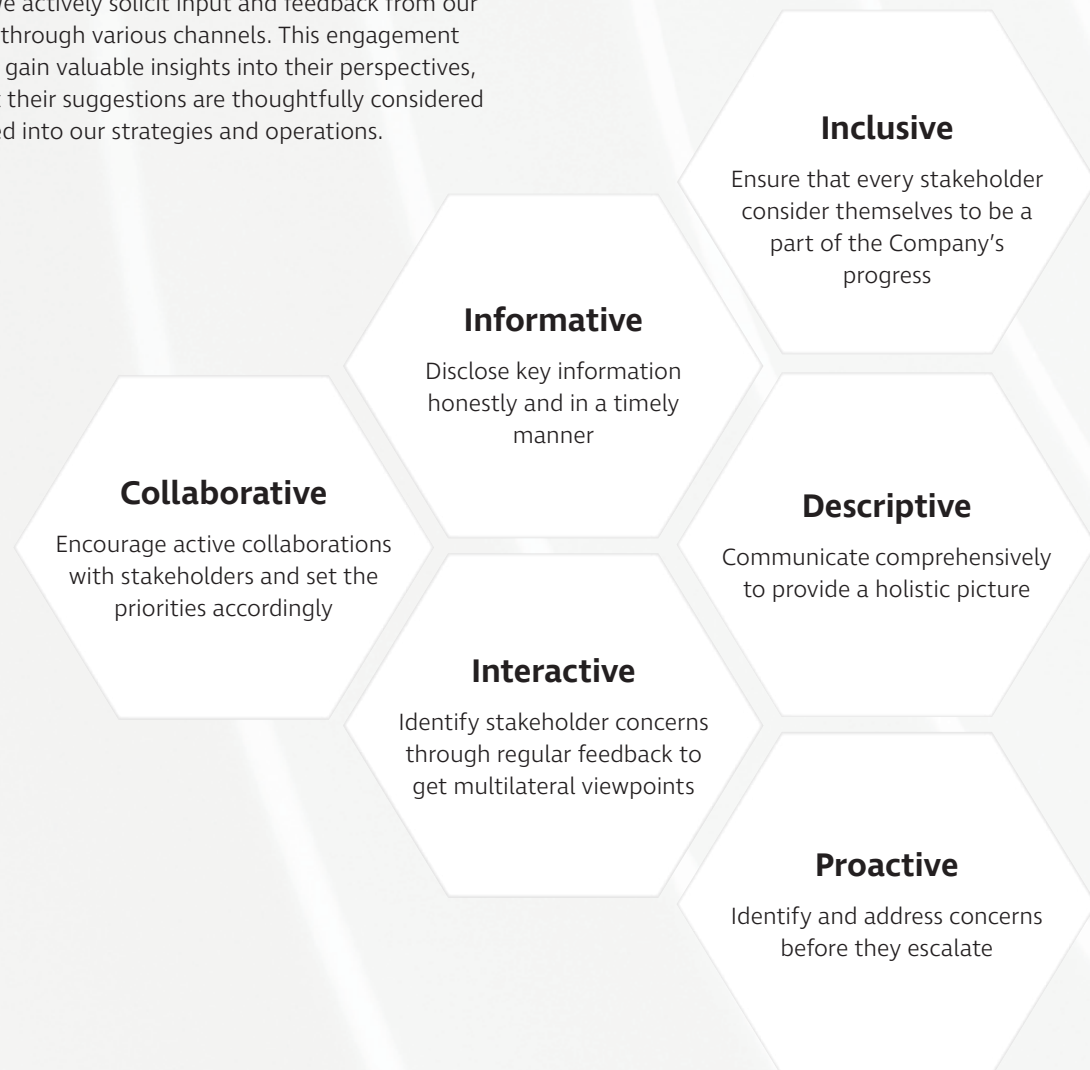 actively solicit input and feedback from our
through various channels. This engagement
gain valuable insights into their perspectives,
their suggestions are thoughtfully considered
into our strategies and operations.
Inclusive
Ensure that every stakeholder
consider themselves to be a
part of the Company's
progress
Informative
Disclose key information
honestly and in a timely
manner
Collaborative
Encourage active collaborations
with stakeholders and set the
priorities accordingly
Descriptive
Communicate comprehensively
to provide a holistic picture
Interactive
Identify stakeholder concerns
through regular feedback to
get multilateral viewpoints
Proactive
Identify and address concerns
before they escalate